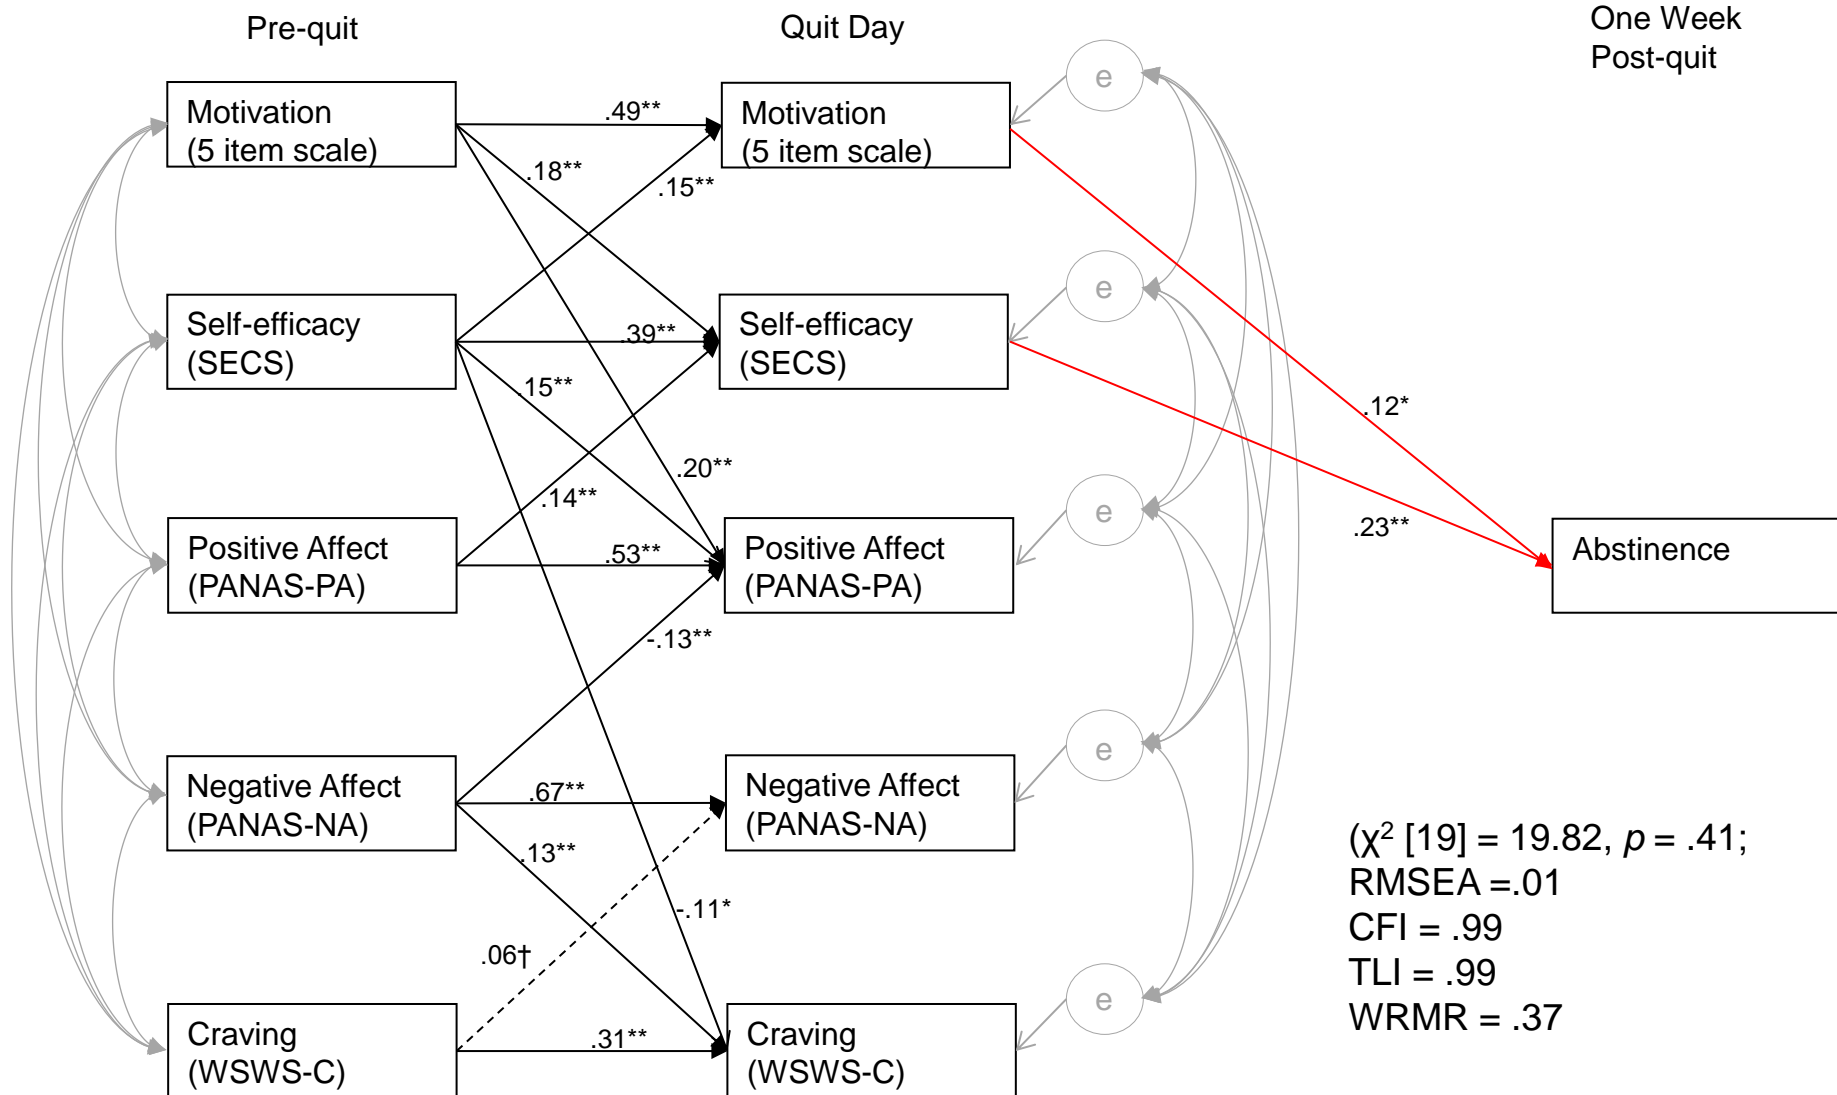 Pre-quit
Quit Day
One Week
Post-quit
Motivation
(5 item scale)
.49**
Motivation
(5 item scale)
e
.18**
.15**
Self-efficacy
(SECS)
.39**
Self-efficacy
(SECS)
e
.15**
.12*
.20**
.14**
.23**
Positive Affect
(PANAS-PA)
.53**
Positive Affect
(PANAS-PA)
e
Abstinence
-.13**
Negative Affect
(PANAS-NA)
.67**
Negative Affect
(PANAS-NA)
e
.13**
-.11*
.06†
(χ² [19] = 19.82, p = .41;
RMSEA =.01
CFI = .99
TLI = .99
WRMR = .37
Craving
(WSWS-C)
.31**
Craving
(WSWS-C)
e